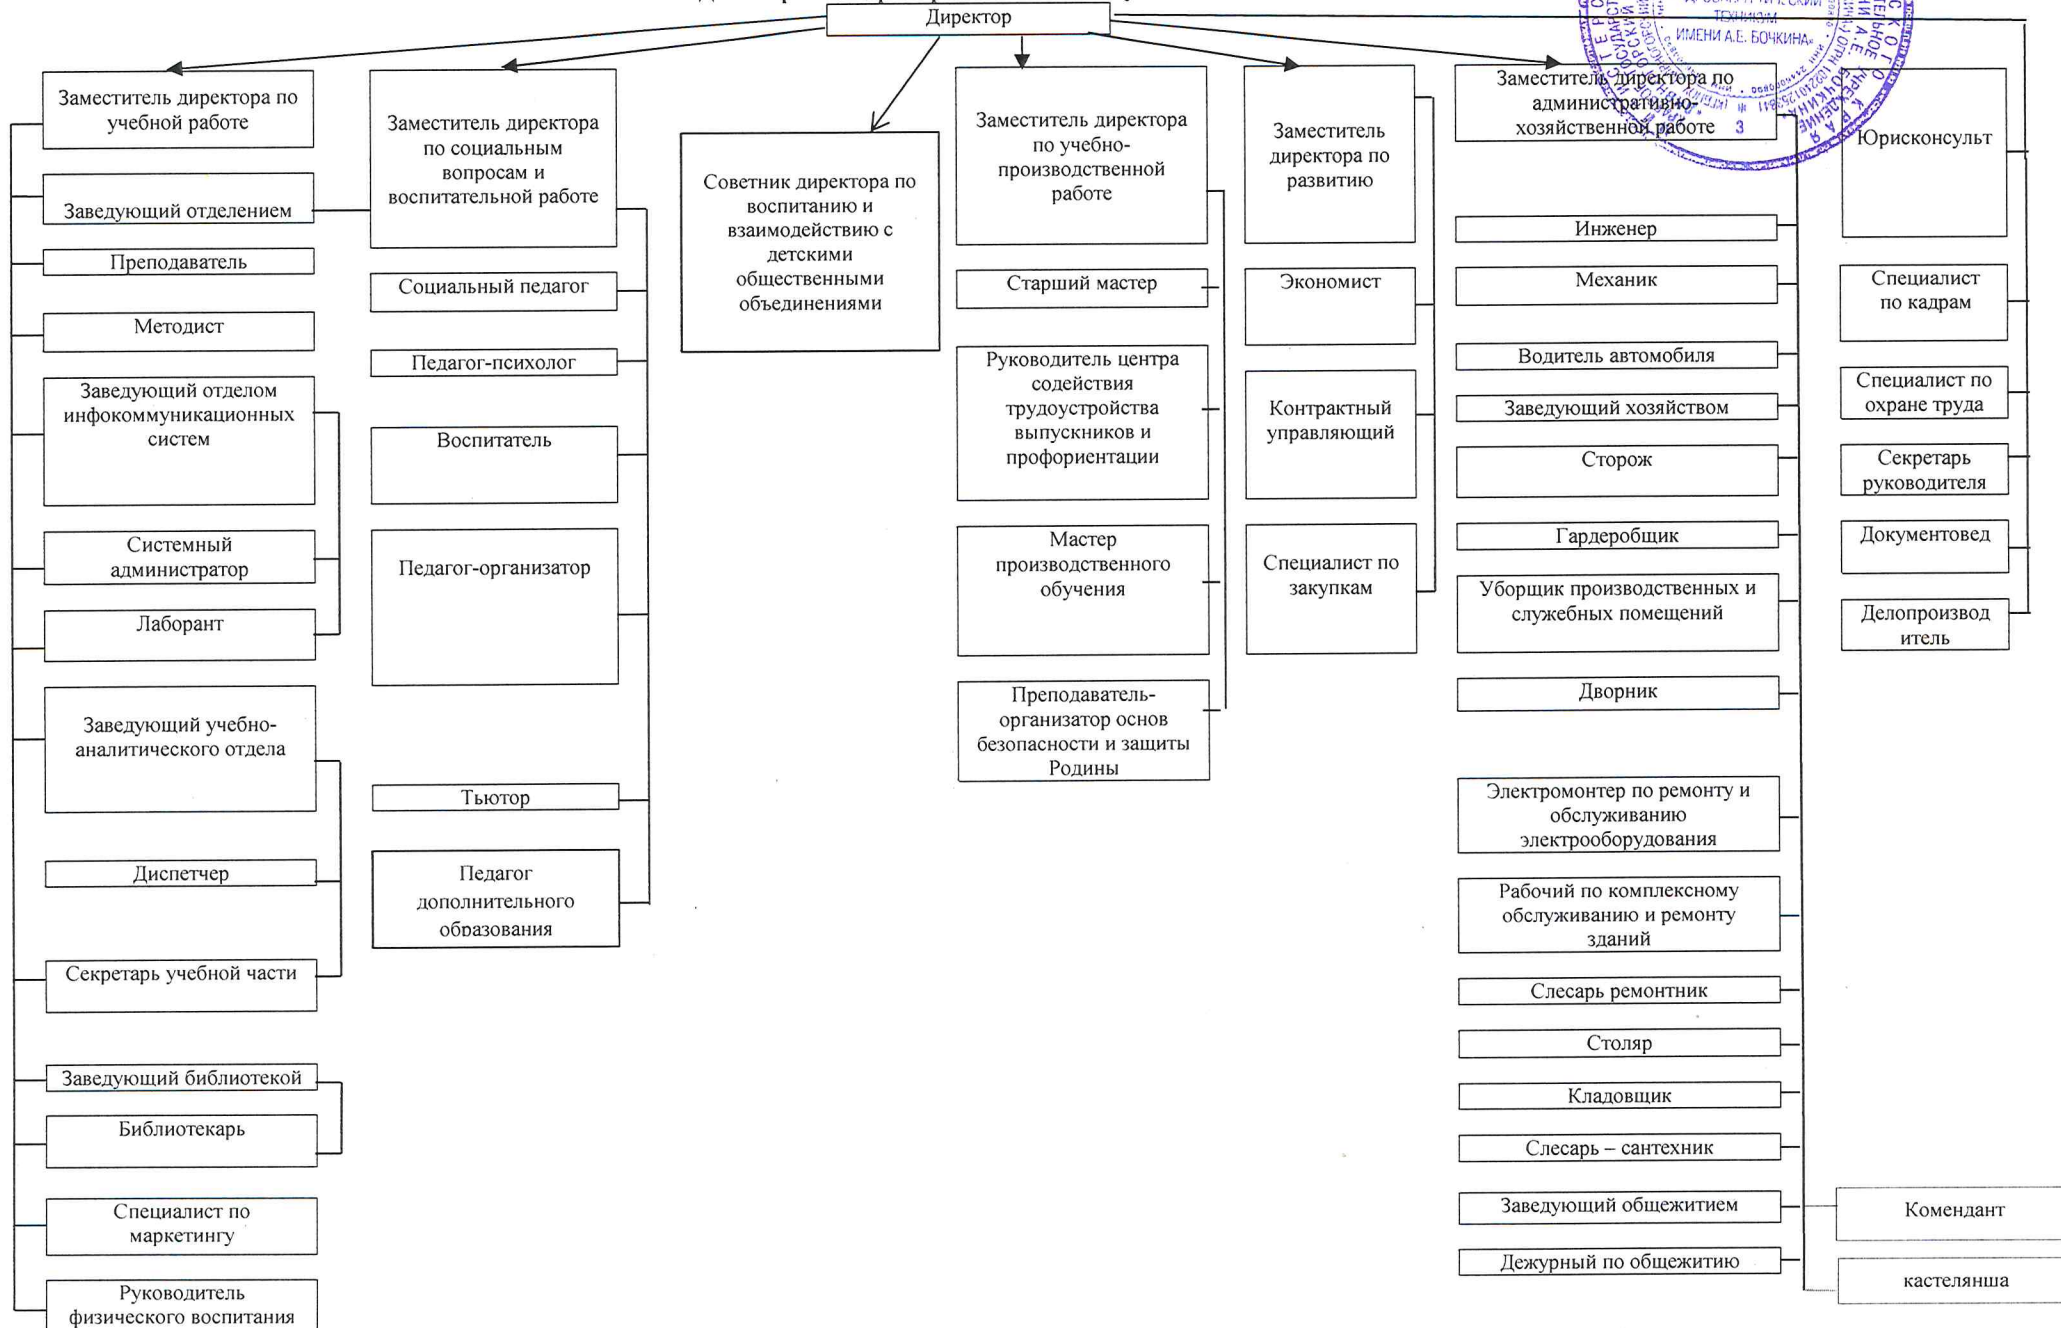 Директор
ТЕХНИКУМ
ИМЕНИ А.Е. БОЧКИНА»
Заместитель директора по
учебной работе
Заведующий отделением
Преподаватель
Методист
Заведующий отделом
инфокоммуникационных
систем
Системный
администратор
Лаборант
Заведующий учебно-
аналитического отдела
Диспетчер
Секретарь учебной части
Заведующий библиотекой
Библиотекарь
Специалист по
маркетингу
Руководитель
физического воспитания
Заместитель директора
по социальным
вопросам и
воспитательной работе
Социальный педагог
Педагог-психолог
Воспитатель
Педагог-организатор
Тьютор
Педагог
дополнительного
образования
Советник директора по
воспитанию и
взаимодействию с
детскими
общественными
объединениями
Заместитель директора
по учебно-
производственной
работе
Старший мастер
Руководитель центра
содействия
трудоустройства
выпускников и
профориентации
Мастер
производственного
обучения
Преподаватель-
организатор основ
безопасности и защиты
Родины
Заместитель
директора по
развитию
Экономист
Контрактный
управляющий
Специалист по
закупкам
Заместитель директора по
административно-
хозяйственной работе
3
Инженер
Механик
Водитель автомобиля
Заведующий хозяйством
Сторож
Гардеробщик
Уборщик производственных и
служебных помещений
Дворник
Электромонтер по ремонту и
обслуживанию
электрооборудования
Рабочий по комплексному
обслуживанию и ремонту
зданий
Слесарь ремонтник
Столяр
Кладовщик
Слесарь – сантехник
Заведующий общежитием
Дежурный по общежитию
Комендант
кастелянша
Юрисконсульт
Специалист
по кадрам
Специалист по
охране труда
Секретарь
руководителя
Документовед
Делопроизвод
итель